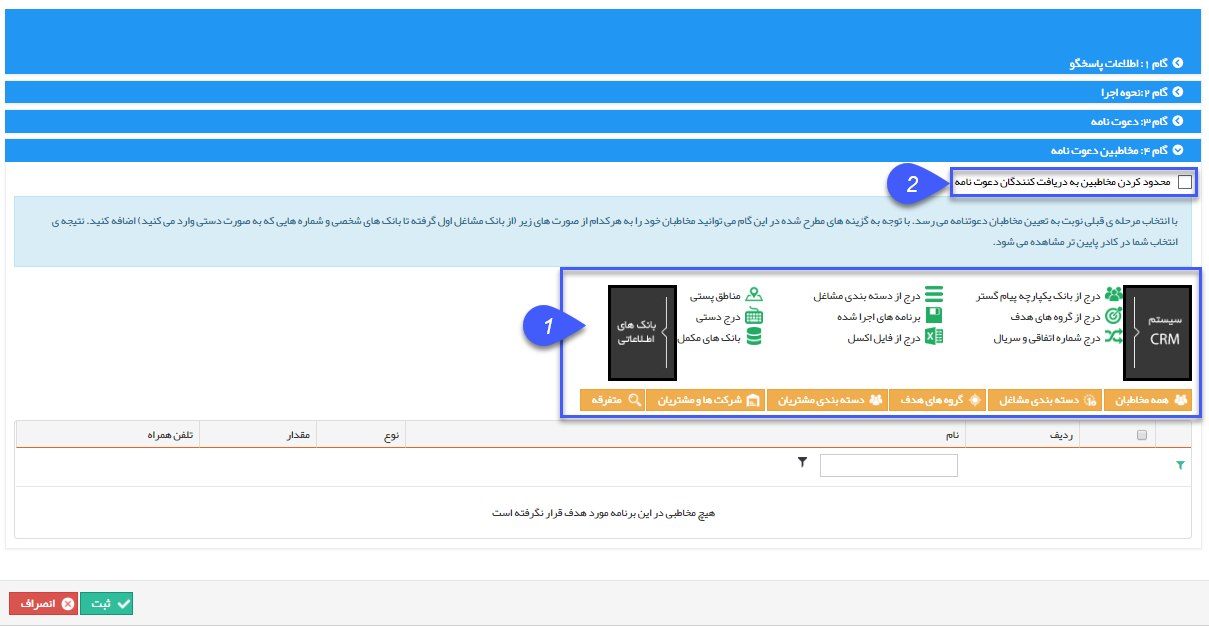 گام ۱: اطلاعات پاسخگو
گام ۲:نحوه اجرا
گام ۳: دعوت نامه
گام ۴: مخاطبین دعوت نامه
محدود کردن مخاطبین به دریافت کنندگان دعوت نامه
2
با انتخاب مرحله ی قبلی نوبت به تعیین مخاطبان دعوتنامه می رسد. با توجه به گزینه های مطرح شده در این گام می توانید مخاطبان خود را به هرکدام از صورت های زیر (از بانک مشاغل اول گرفته تا بانک های شخصی و شماره هایی که به صورت دستی وارد می کنید) اضافه کنید. نتیجه ی
انتخاب شما در کادر پایین تر مشاهده می شود.
سیستم
CRM
درج از بانک یکپارچه پیام گستر
درج از گروه های هدف
درج شماره اتفاقی و سریال
درج از دسته بندی مشاغل
برنامه های اجرا شده
درج از فایل اکسل
مناطق پستی
درج دستی
بانک های مکمل
بانک های
اطلاعاتی
1
همه مخاطبان
دسته بندی مشاغل
گروه های هدف
دسته بندی مشتریان
شرکت ها و مشتریان
متفرقه
ردیف
نام
نوع
مقدار
تلفن همراه
هیچ مخاطبی در این برنامه مورد هدف قرار نگرفته است
ثبت
انصراف